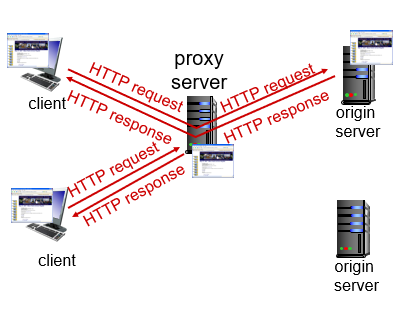 proxy
server
HTTP request
HTTP request
client
HTTP response
HTTP response
origin
server
HTTP request
HTTP response
client
origin
server